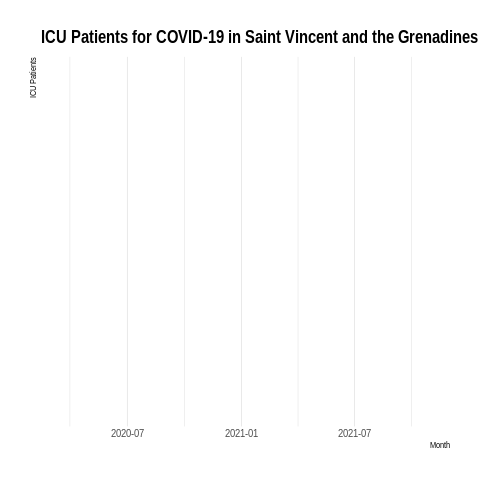 ICU Patients for COVID-19 in Saint Vincent and the Grenadines
ICU Patients
2020-07
2021-01
2021-07
Month